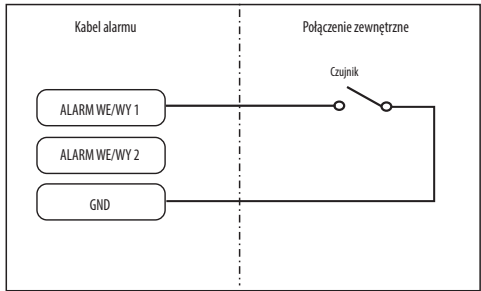 Kabel alarmu
Połączenie zewnętrzne
Czujnik
ALARM WE/WY 1
ALARM WE/WY 2
GND